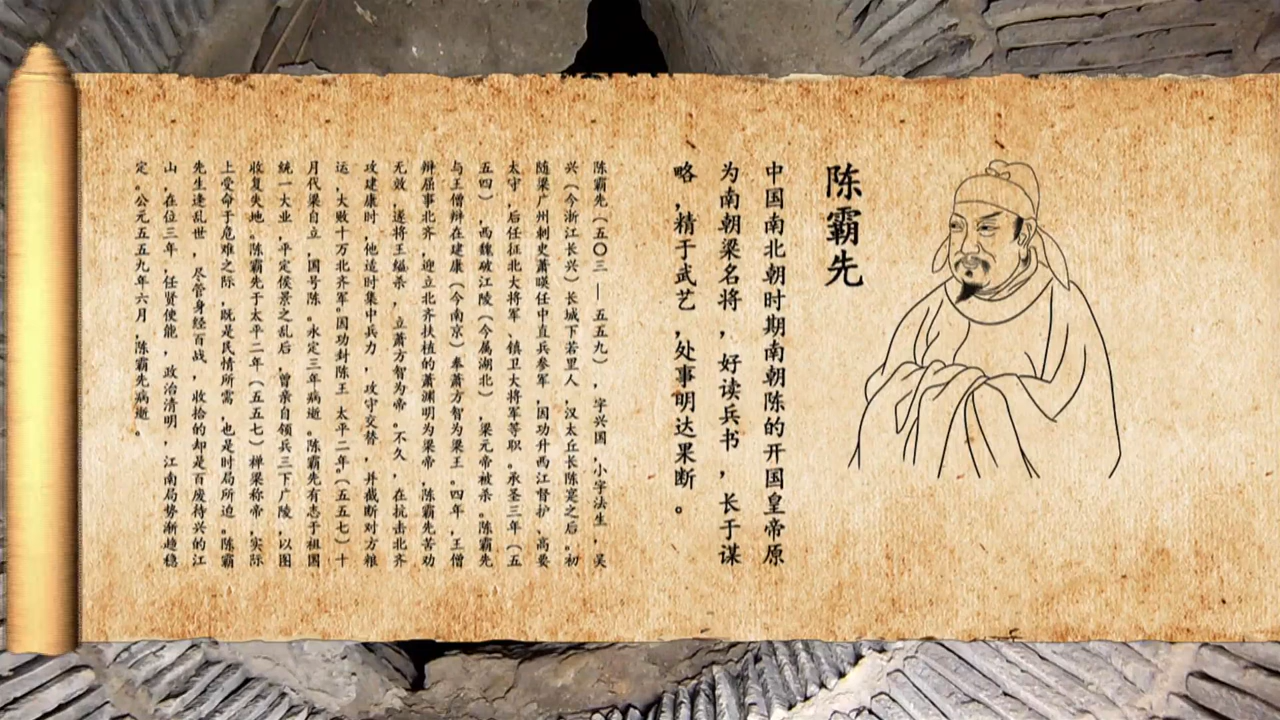 陈霸先
中国南北朝时期南朝陈的开国皇帝原
为南朝梁名将,好读兵书,长于谋
略,精于武艺,处事明达果断。
陈霸先(五〇三—五五九),字兴国,小字法生,吴
兴(今浙江长兴)长城下若里人,汉太丘长陈寔之后。初
随梁广州刺史萧暎任中直兵参军,因功升西江督护、高要
太守,后任征北大将军、镇卫大将军等职。承圣三年(五
五四),西魏破江陵(今属湖北),梁元帝被杀。陈霸先
与王僧辩在建康(今南京)奉萧方智为梁王。四年,王僧
辩屈事北齐,迎立北齐扶植的萧渊明为梁帝,陈霸先苦劝
无效,遂将王缢杀,立萧方智为帝。不久,在抗击北齐
攻建康时,他适时集中兵力,攻守交替,并截断对方粮
运,大败十万北齐军。因功封陈王 太平二年(五五七)十
月代梁自立,国号陈。永定三年病逝。陈霸先有志于祖国
统一大业,平定侯景之乱后,曾亲自领兵三下广陵,以图
收复失地。陈霸先于太平二年(五五七)禅梁称帝,实际
上受命于危难之际,既是民情所需,也是时局所迫。陈霸
先生逢乱世,尽管身经百战,收拾的却是百废待兴的江
山,在位三年,任贤使能,政治清明,江南局势渐趋稳
定。公元五五九年六月,陈霸先病逝。